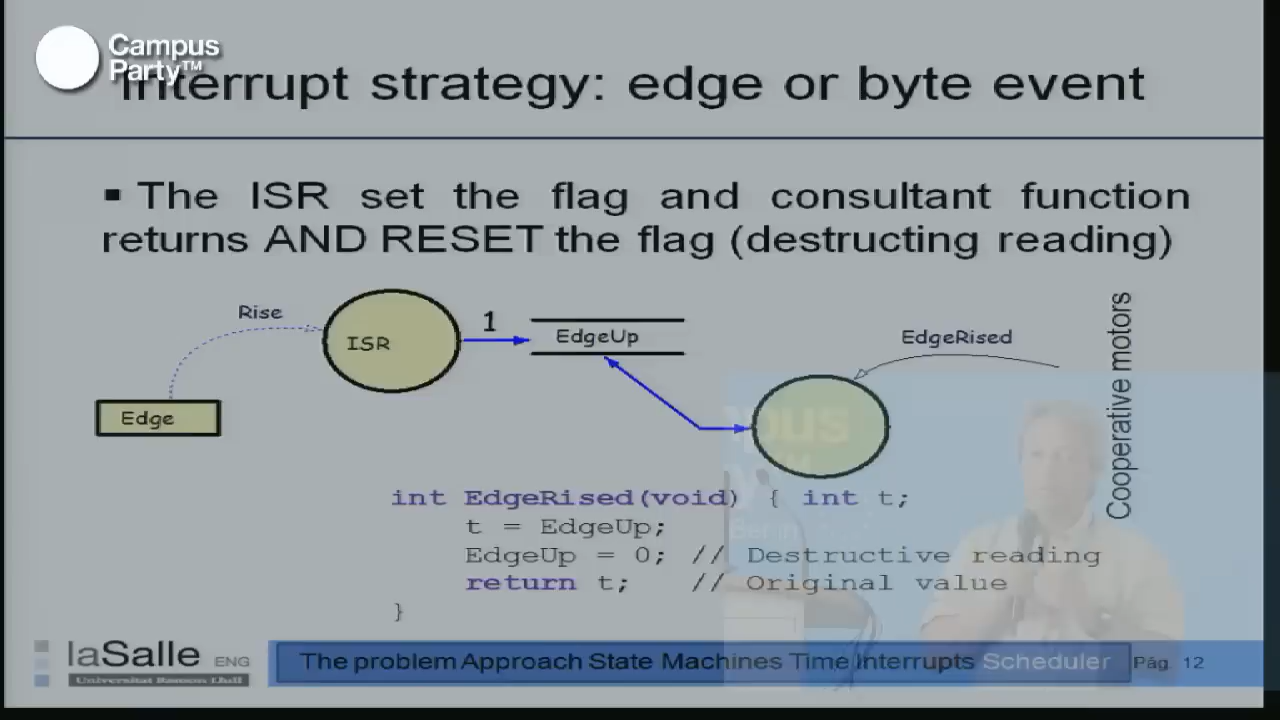 Campus
Party™
Interrupt strategy: edge or byte event
▪ The ISR set the flag and consultant function
returns AND RESET the flag (destructing reading)
Rise
ISR
1
EdgeUp
EdgeRised
Edge
Cooperative motors
int EdgeRised(void) { int t;
t = EdgeUp;
EdgeUp = 0; // Destructive reading
return t; // Original value
}
laSalle ENG
Universitat Ramon Llull
The problem Approach State Machines Time Interrupts Scheduler
Pág. 12